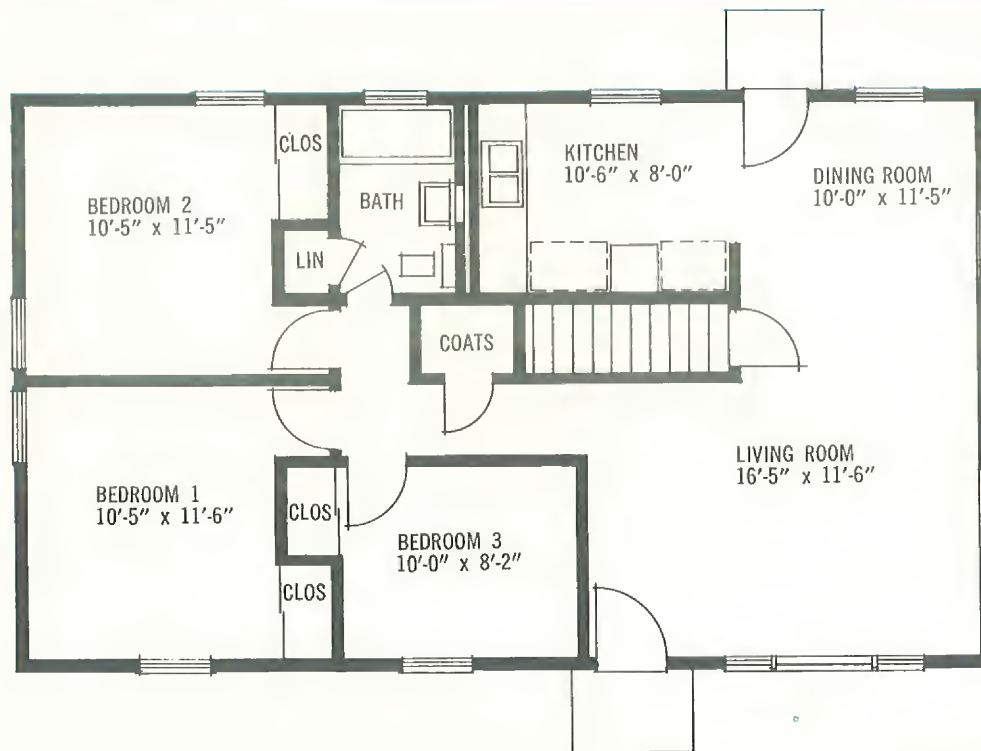 CLOS
KITCHEN
10'-6" x 8'-0"
DINING ROOM
10'-0" x 11'-5"
BEDROOM 2
10'-5" x 11'-5"
BATH
LIN
COATS
LIVING ROOM
16'-5" x 11'-6"
BEDROOM 1
10'-5" x 11'-6"
CLOS
BEDROOM 3
10'-0" x 8'-2"
CLOS